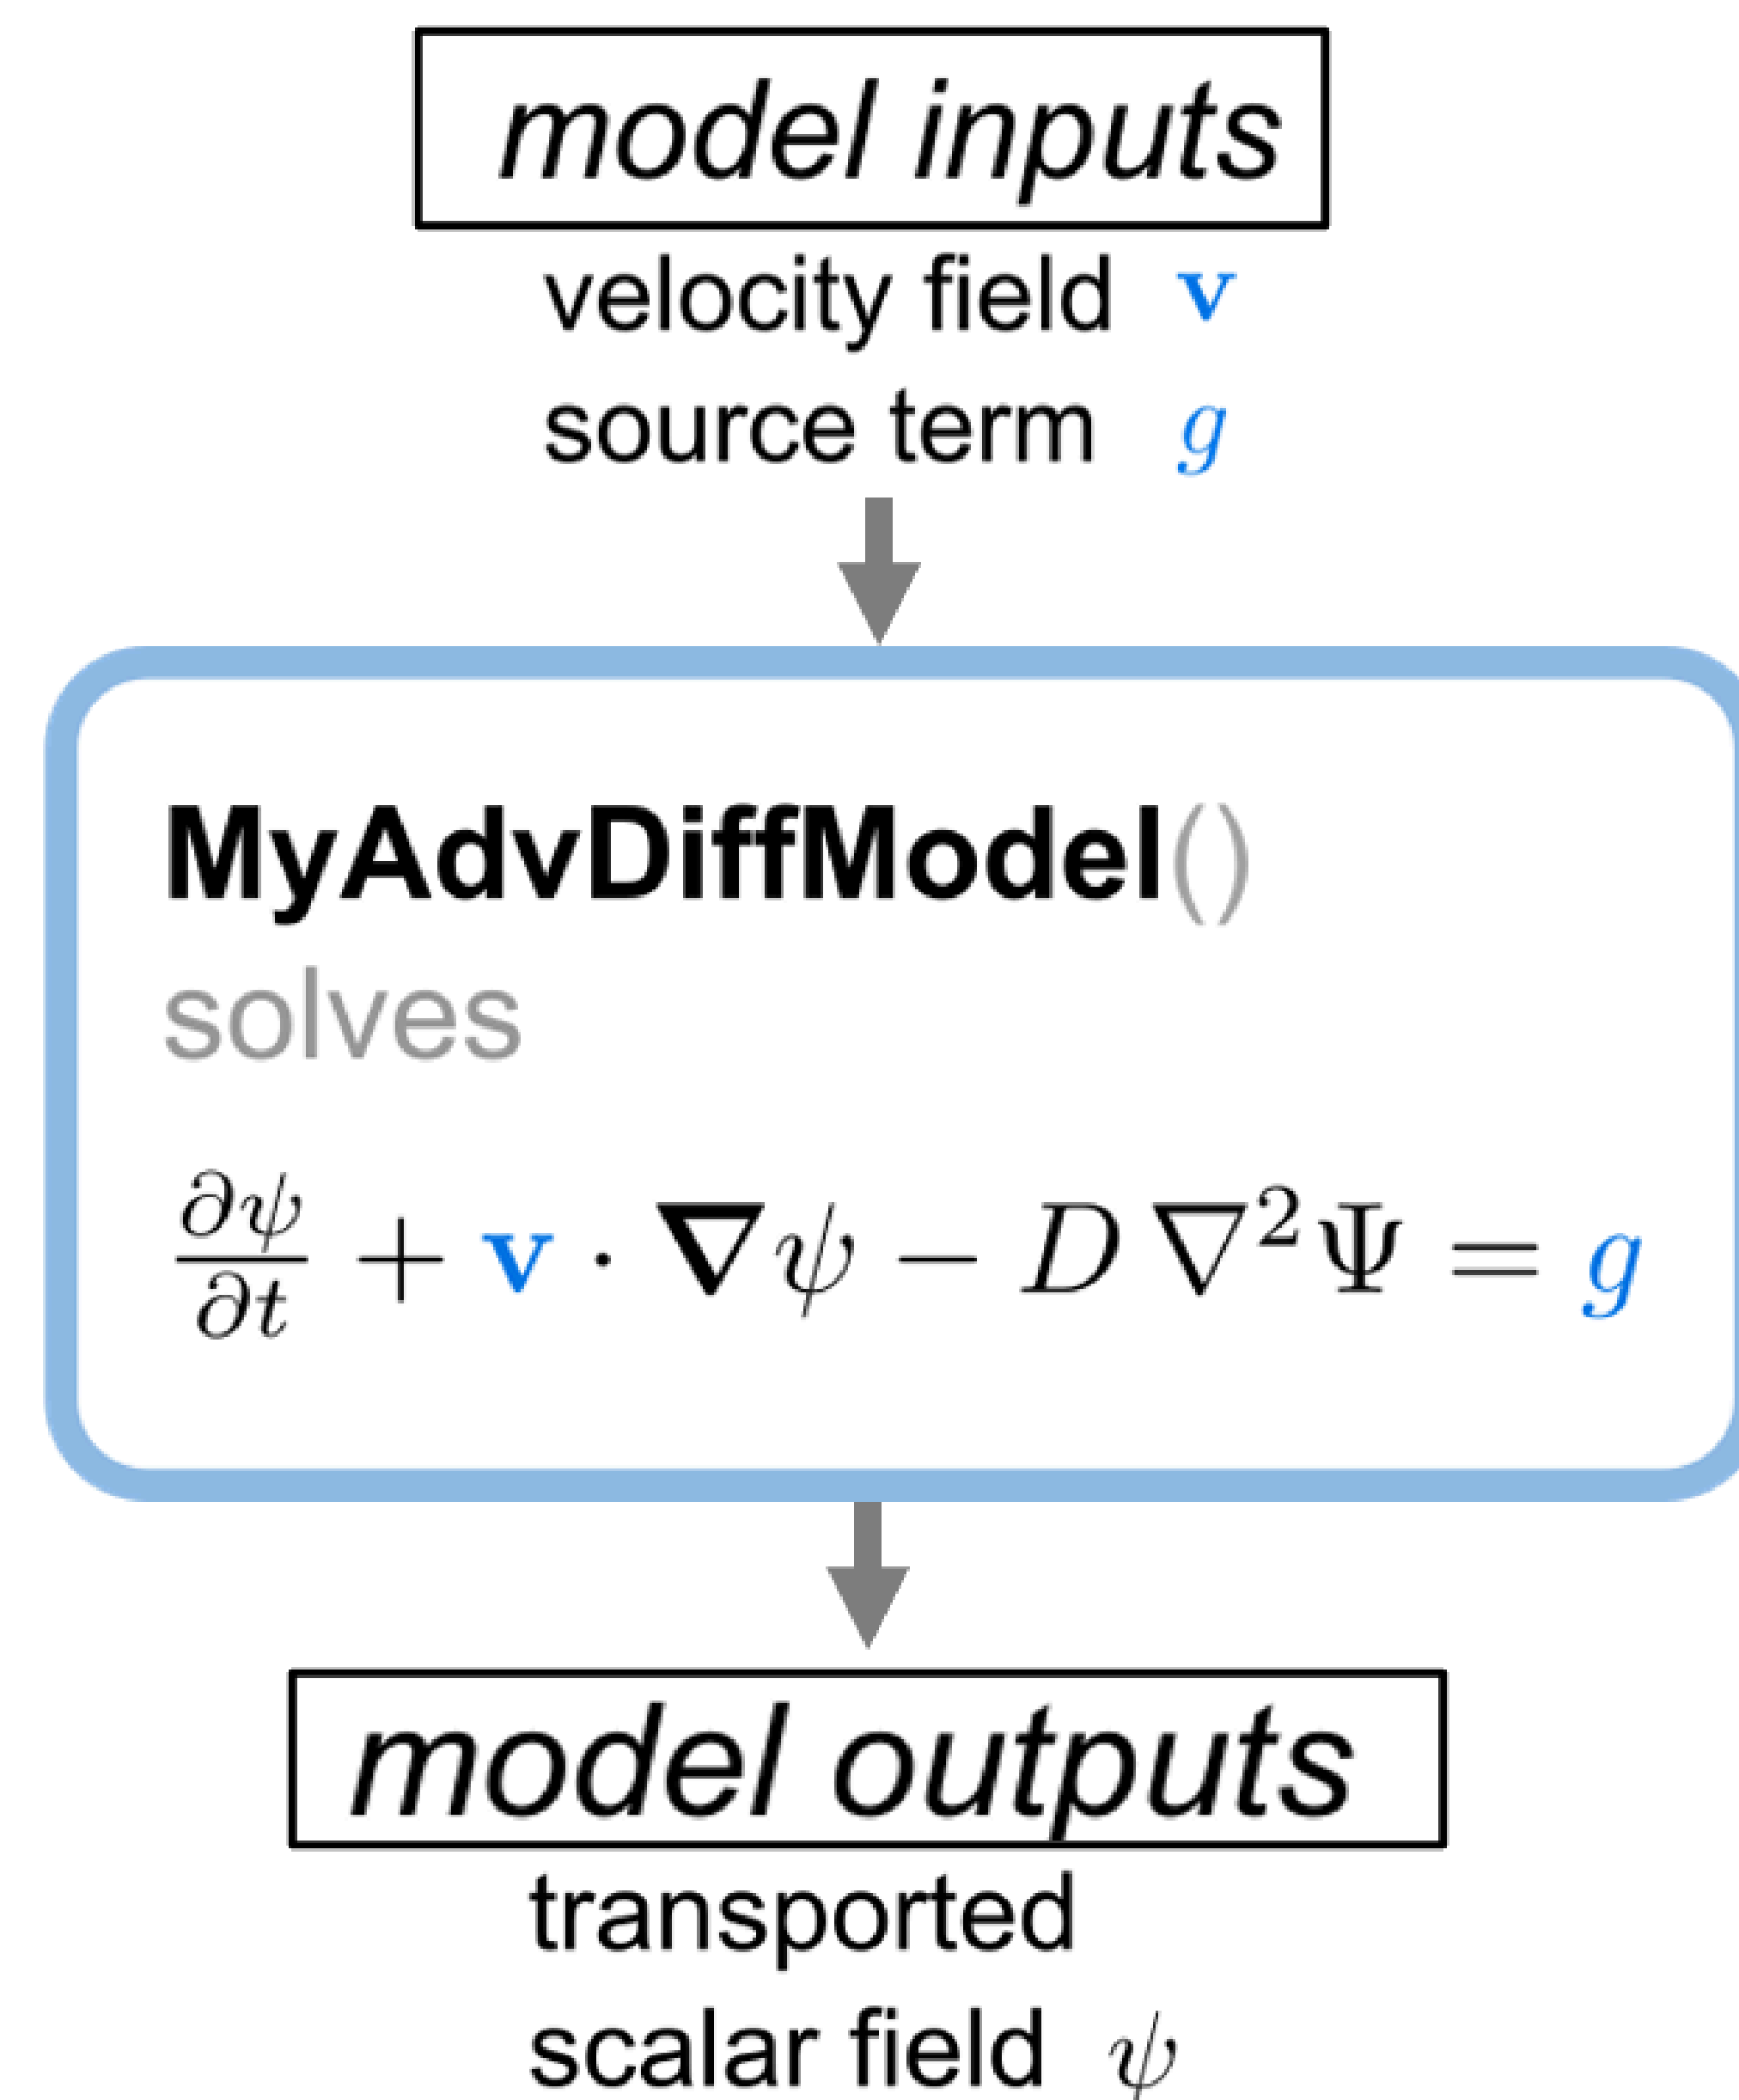 model inputs
velocity field v
source term g
MyAdvDiffModel()
solves
∂ψ/∂t + v · ∇ψ − D ∇²Ψ = g
model outputs
transported
scalar field ψ